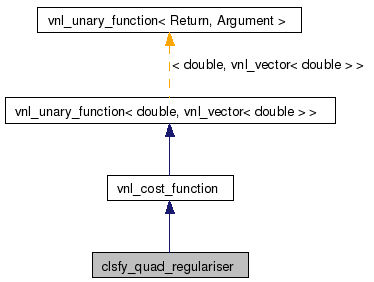 vnl_unary_function< Return, Argument >
< double, vnl_vector< double > >
vnl_unary_function< double, vnl_vector< double > >
vnl_cost_function
clsfy_quad_regulariser